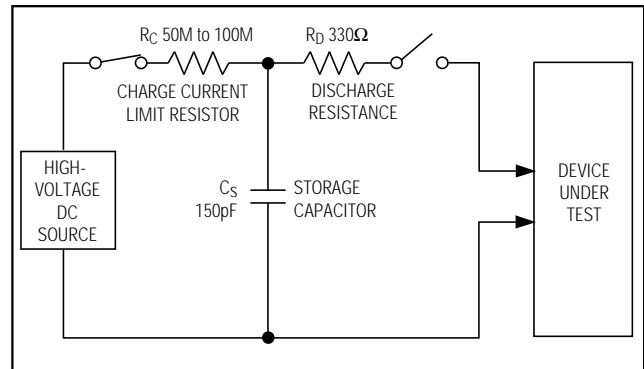 RC 50M to 100M
RD 330Ω
CHARGE CURRENT
LIMIT RESISTOR
DISCHARGE
RESISTANCE
HIGH-
VOLTAGE
DC
SOURCE
CS
150pF
STORAGE
CAPACITOR
DEVICE
UNDER
TEST